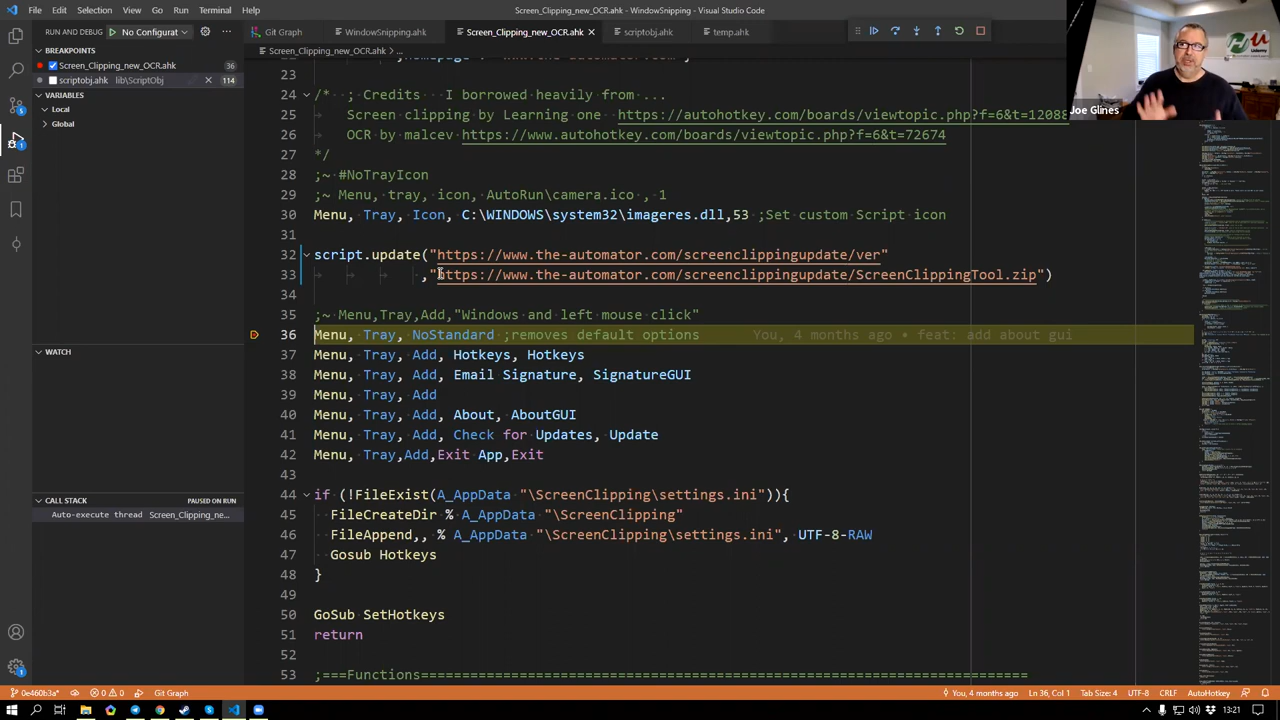 File Edit Selection View Go Run Terminal Help
Screen_Clipping_new_OCR.ahk - WindowSnipping - Visual Studio Code
RUN AND DEBUG No Configurat
Git Graph
WindowSnipping.ahk
Screen_Clipping_new_OCR.ahk
scriptobj.ahk
temp.ahk
Screen_Clipping_new_OCR.ahk > ...
BREAKPOINTS
Screen_Clipping_new_OCR.ahk 36
scriptobj.ahk lib\ScriptObj 114
VARIABLES
Local
Global
WATCH
CALL STACK PAUSED ON RUN
Auto-execute thread Screen_Clipping_ne...
Udemy
Joe Glines
23
24 /* ; Credits I borrowed heavily from ...
25 Screen clipping by Learning one https://autohotkey.com/boards/viewtopic.php?f=6&t=12088
26 OCR by malcev https://www.autohotkey.com/boards/viewtopic.php?f=6&t=72674
27 */
28 ;~ #NoTrayIcon
30 Menu, Tray, Icon, C:\WINDOWS\system32\imageres.dll,53 ;Set custom Script icon
31
32 script.update("https://www.the-automator.com/screenclippingupdate/ver"
33 ,"https://www.the-automator.com/screenclippingupdate/ScreenClippingTool.zip")
34
35 ;~ Menu,Tray,Add,"Windows and left mouse click"
36 Menu, Tray, NoStandard ;removes default options 4 months ago • feat: add about gui
37 Menu, Tray, Add, Hotkeys, Hotkeys
38 Menu, Tray, Add, Email Signature, SignatureGUI
39 Menu, Tray, Add
40 Menu, Tray, Add, About, AboutGUI
41 Menu, Tray, Add, Check for Updates, Update
42 Menu, Tray,Add,Exit App,Exit
43
44 if (!FileExist(A_AppData "\ScreenClipping\settings.ini")){
45 FileCreateDir, % A_AppData "\ScreenClipping"
46 FileAppend, % "", % A_AppData "\ScreenClipping\settings.ini", UTF-8-RAW
47 Gosub Hotkeys
48 }
49
50 Gosub SetHotkeys
51 return
52
0e460b3a* 0 0 Git Graph You, 4 months ago Ln 36, Col 1 Tab Size: 4 UTF-8 CRLF AutoHotkey
13:21